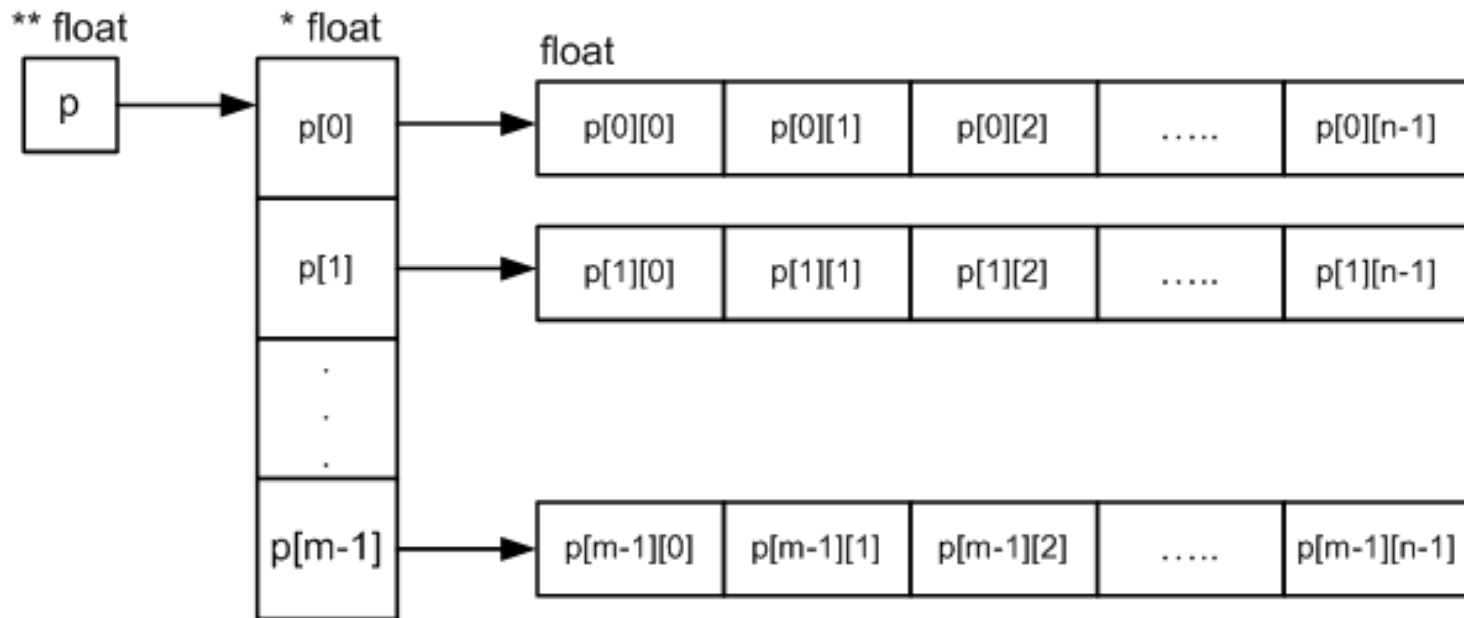 ** float * float
float
p p[0] p[0][0] p[0][1] p[0][2] ..... p[0][n-1]
p[1] p[1][0] p[1][1] p[1][2] ..... p[1][n-1]
.
.
.
p[m-1] p[m-1][0] p[m-1][1] p[m-1][2] ..... p[m-1][n-1]